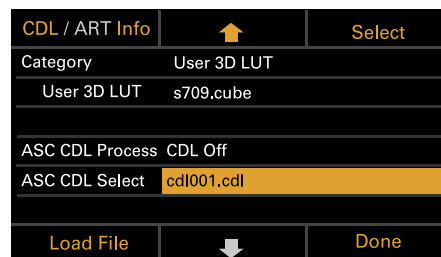 CDL / ART Info
Select
Category User 3D LUT
User 3D LUT s709.cube
ASC CDL Process CDL Off
ASC CDL Select cdl001.cdl
Load File
Done